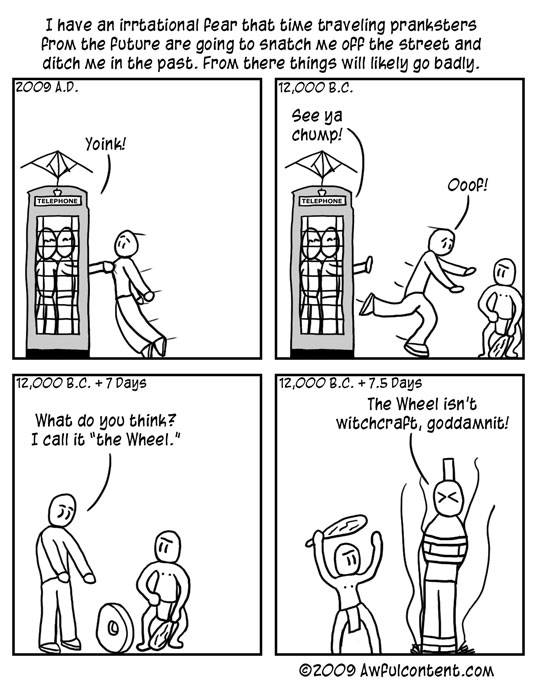 I have an irrtational fear that time traveling pranksters
from the future are going to snatch me off the street and
ditch me in the past. From there things will likely go badly.
2009 A.D.
Yoink!
TELEPHONE
12,000 B.C.
See ya
chump!
Ooof!
TELEPHONE
12,000 B.C. + 7 Days
What do you think?
I call it "the Wheel."
12,000 B.C. + 7.5 Days
The Wheel isn't
witchcraft, goddamnit!
©2009 Awfulcontent.com